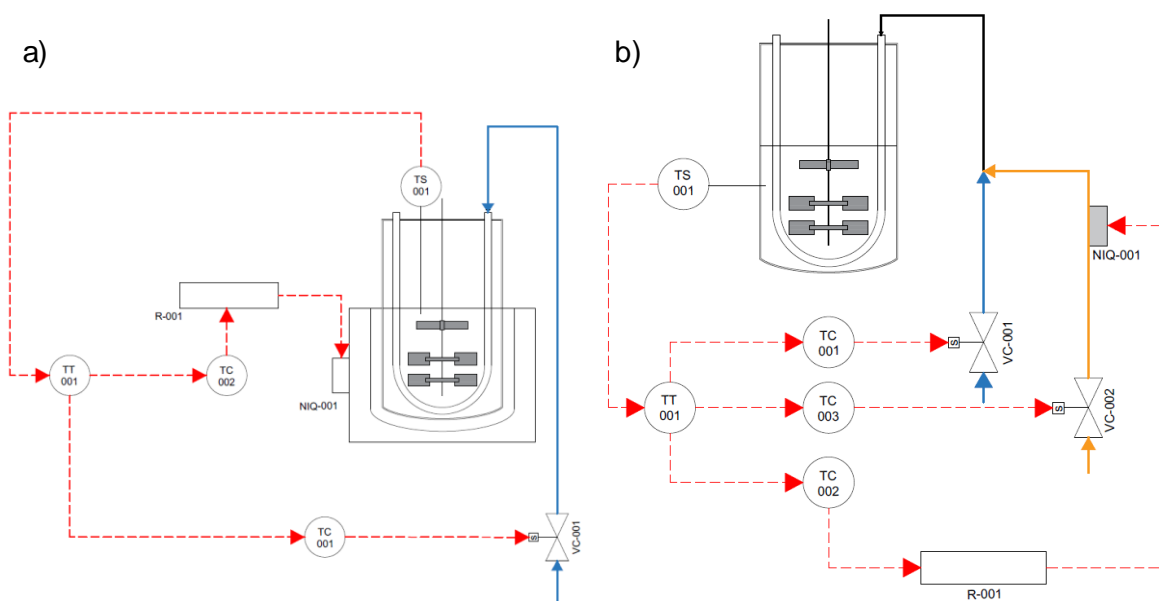 a)
TS
001
R-001
TT
001
TC
002
NIQ-001
TC
001
S
VC-001
b)
TS
001
NIQ-001
TC
001
S
VC-001
TT
001
TC
003
S
VC-002
TC
002
R-001